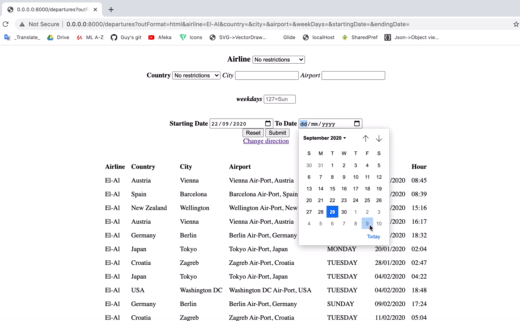 0.0.0.0:8000/departures?outF
Not Secure | 0.0.0.0:8000/departures?outFormat=html&airline=El-Al&country=&city=&airport=&weekDays=&startingDate=&endingDate=
_Translate_ Drive ML A-Z Guy's git Afeka Iconic SVG->VectorDraw... Glide localHost SharedPref Json->Object vie...
Airline No restrictions
Country No restrictions City Airport
weekdays 127=Sun
Starting Date 22/09/2020 To Date dd/mm/yyyy
Reset Submit
Change direction
September 2020
S M T W T F S
30 31 1 2 3 4 5
6 7 8 9 10 11 12
13 14 15 16 17 18 19
20 21 22 23 24 25 26
27 28 29 30 1 2 3
4 5 6 7 8 9 10
Today
Airline Country City Airport Hour
El-Al Austria Vienna Vienna Air-Port, Austria /2020 08:45
El-Al Spain Barcelona Barcelona Air-Port, Spain /2020 08:39
El-Al New Zealand Wellington Wellington Air-Port, New /2020 15:16
El-Al Austria Vienna Vienna Air-Port, Austria /2020 16:17
El-Al Germany Berlin Berlin Air-Port, Germany /2020 18:32
El-Al Japan Tokyo Tokyo Air-Port, Japan MONDAY 20/01/2020 02:04
El-Al Croatia Zagreb Zagreb Air-Port, Croatia TUESDAY 28/01/2020 02:47
El-Al Japan Tokyo Tokyo Air-Port, Japan TUESDAY 04/02/2020 04:22
El-Al USA Washington DC Washington DC Air-Port, USA TUESDAY 04/02/2020 18:48
El-Al Germany Berlin Berlin Air-Port, Germany SUNDAY 09/02/2020 17:24
El-Al Croatia Zagreb Zagreb Air-Port, Croatia TUESDAY 11/02/2020 05:04